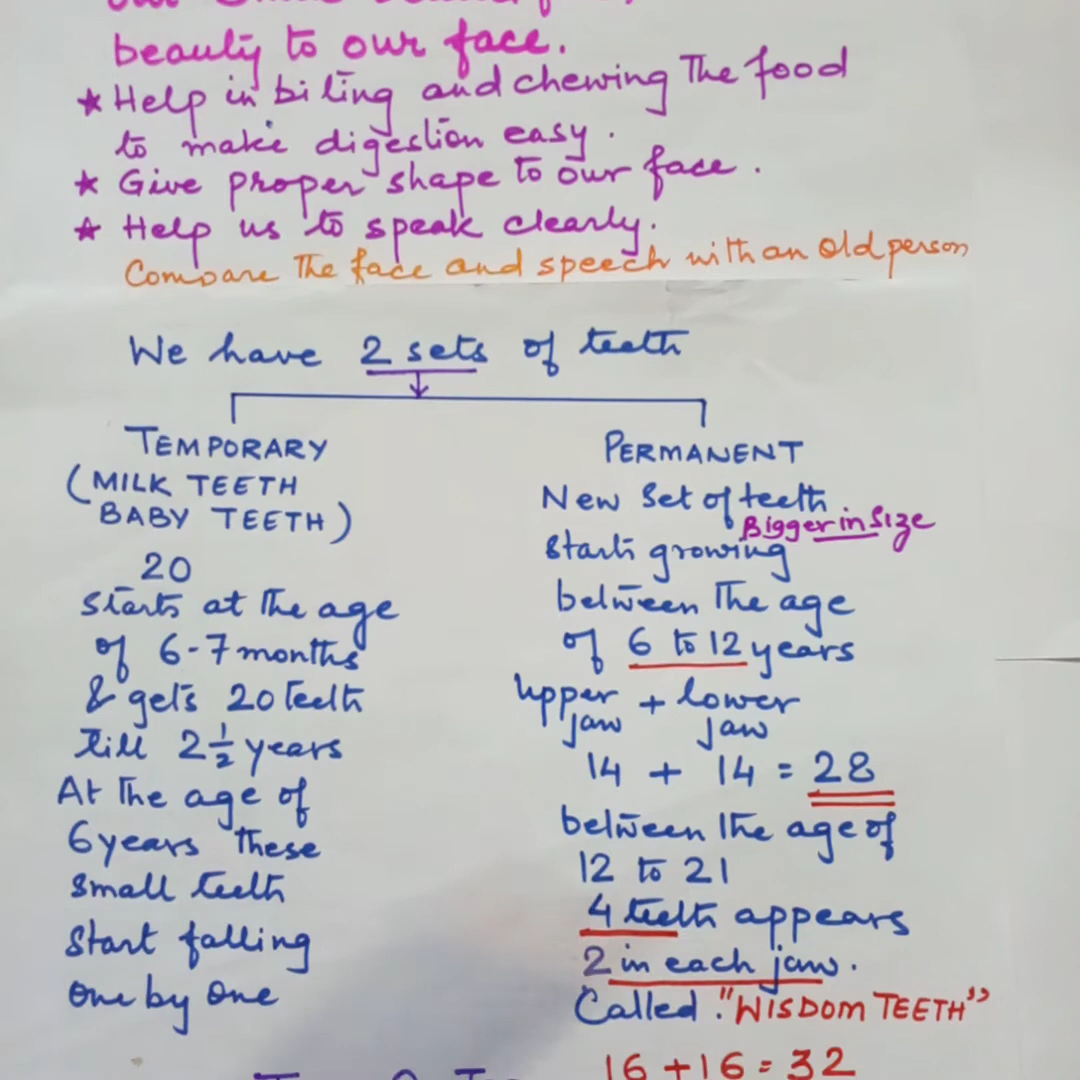 beauty to our face.
★ Help in biting and chewing the food
to make digestion easy.
★ Give proper shape to our face.
★ Help us to speak clearly.
Compare the face and speech with an old person
We have 2 sets of teeth
TEMPORARY
(MILK TEETH
BABY TEETH)
20
starts at the age
of 6-7 months
& gets 20 teeth
till 2½ years
At the age of
6 years these
small teeth
start falling
one by one
PERMANENT
New set of teeth
Bigger in size
starts growing
between the age
of 6 to 12 years
upper jaw + lower jaw
14 + 14 = 28
between the age of
12 to 21
4 teeth appears
2 in each jaw.
Called "WISDOM TEETH"
16 + 16 = 32